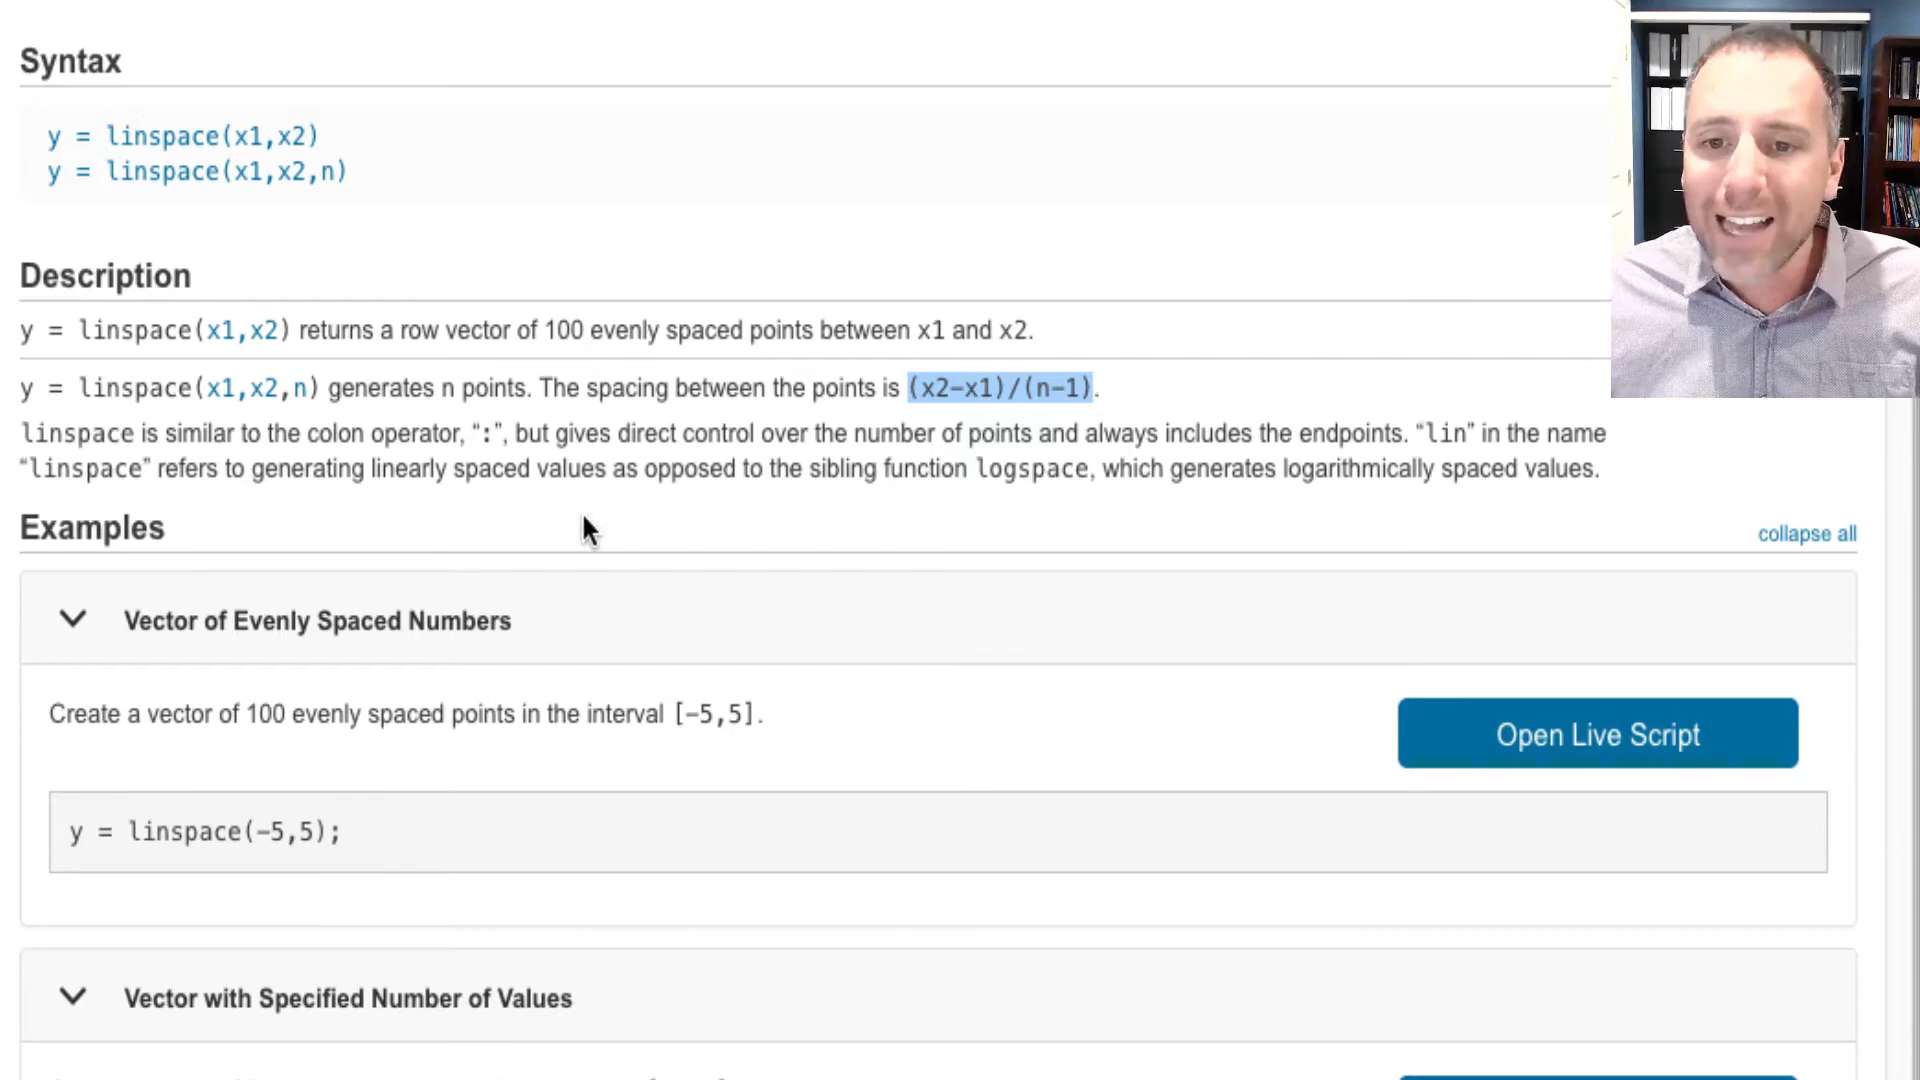 Syntax
y = linspace(x1,x2)
y = linspace(x1,x2,n)
Description
y = linspace(x1,x2) returns a row vector of 100 evenly spaced points between x1 and x2.
y = linspace(x1,x2,n) generates n points. The spacing between the points is (x2−x1)/(n−1).
linspace is similar to the colon operator, “:”, but gives direct control over the number of points and always includes the endpoints. “lin” in the name
“linspace” refers to generating linearly spaced values as opposed to the sibling function logspace, which generates logarithmically spaced values.
Examples
collapse all
Vector of Evenly Spaced Numbers
Create a vector of 100 evenly spaced points in the interval [−5,5].
Open Live Script
y = linspace(−5,5);
Vector with Specified Number of Values